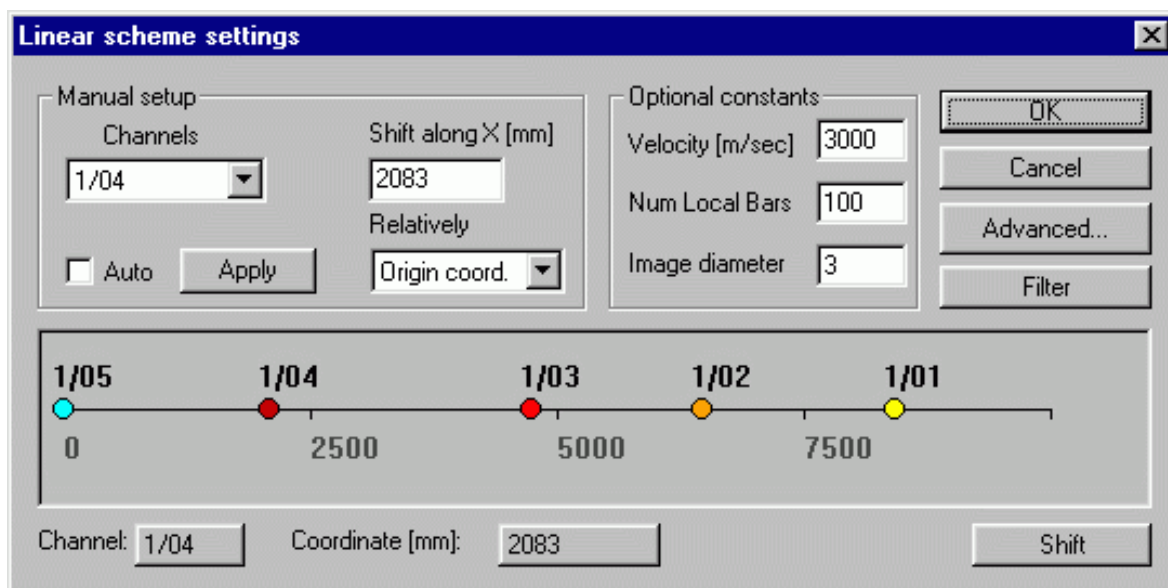 Linear scheme settings
Manual setup
Channels
1/04
Auto
Apply
Shift along X [mm]
2083
Relatively
Origin coord.
Optional constants
Velocity [m/sec] 3000
Num Local Bars 100
Image diameter 3
OK
Cancel
Advanced...
Filter
1/05 1/04 1/03 1/02 1/01
0 2500 5000 7500
Channel: 1/04 Coordinate [mm]: 2083 Shift